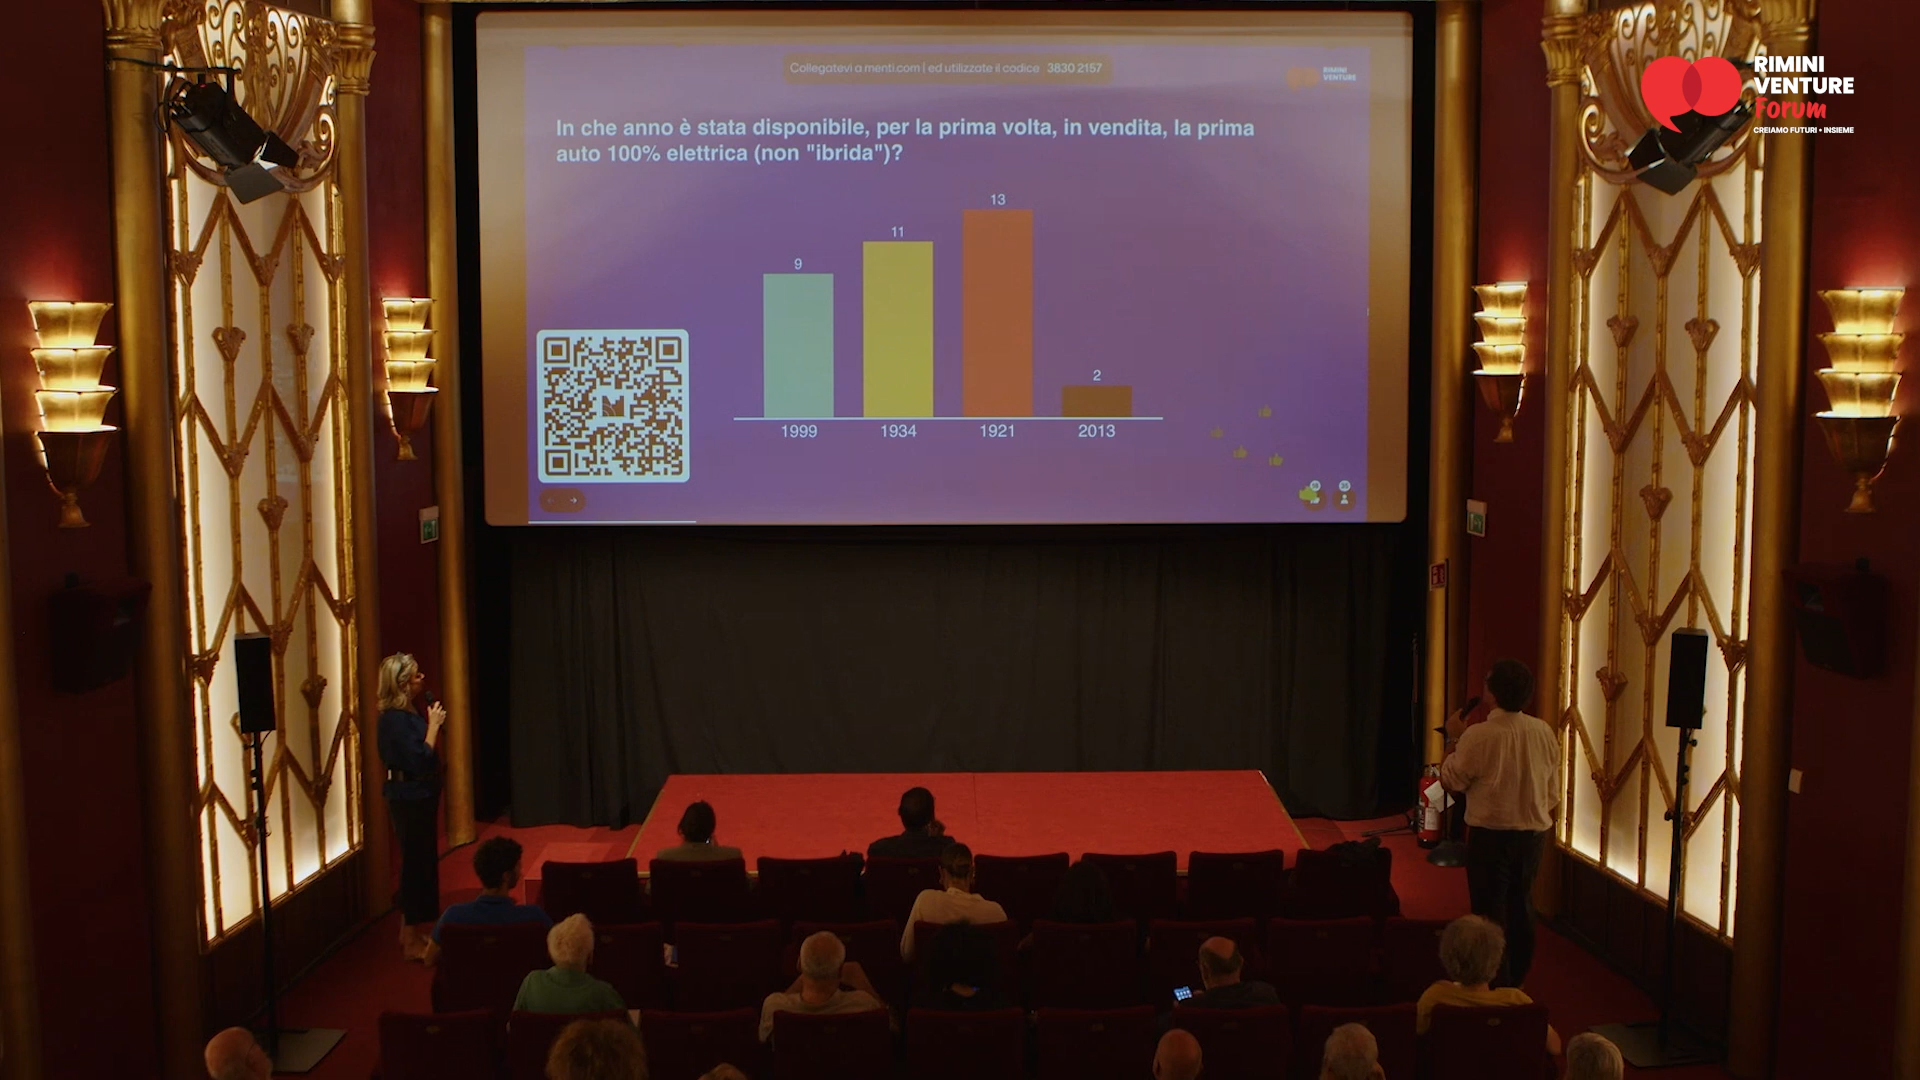 Collegatevi a menti.com | ed utilizzate il codice 3830 2157
RIMINI
VENTURE
In che anno è stata disponibile, per la prima volta, in vendita, la prima
auto 100% elettrica (non "ibrida")?
9
11
13
2
1999
1934
1921
2013
RIMINI
VENTURE
Forum
CREIAMO FUTURI • INSIEME